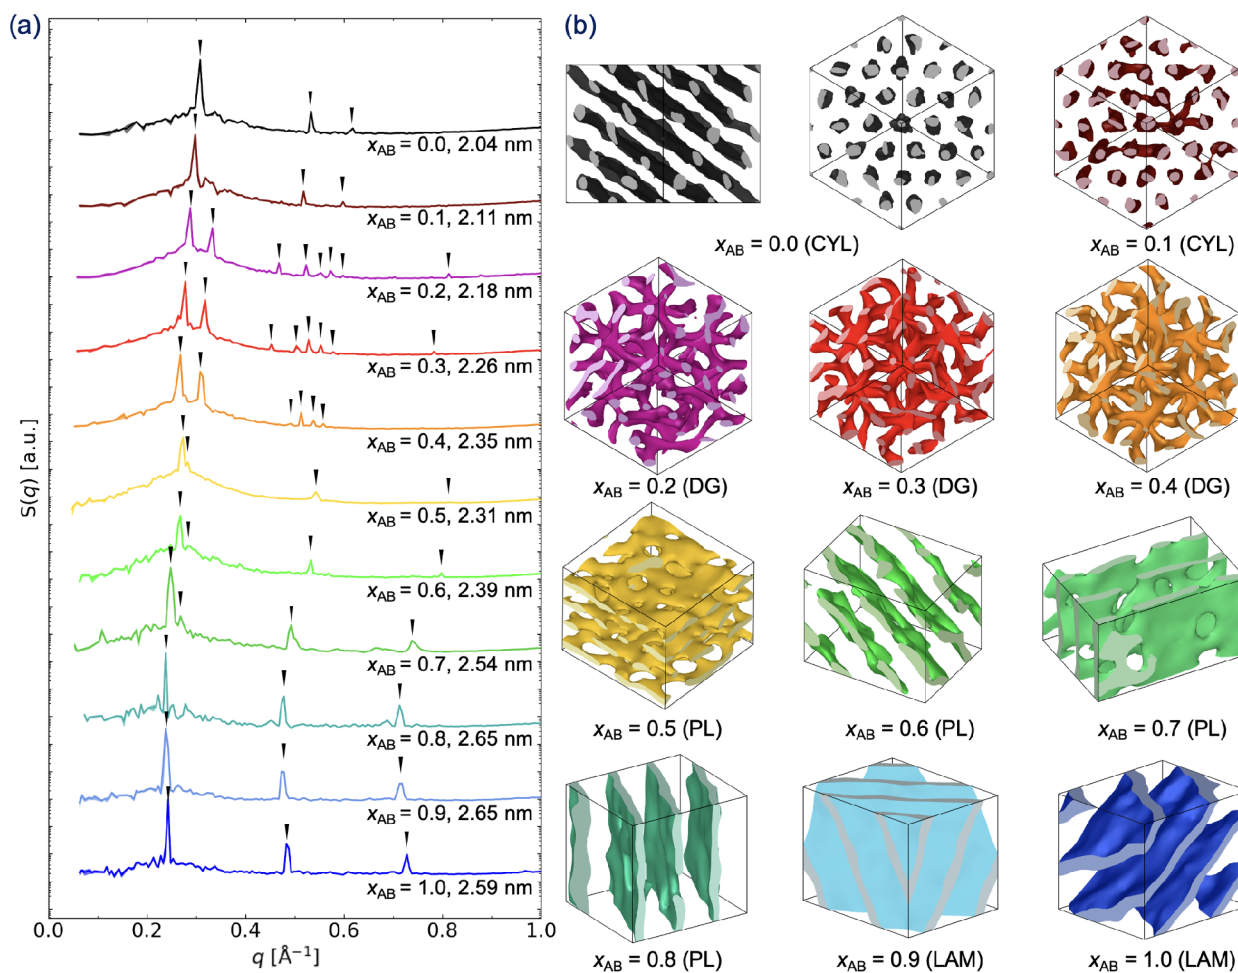 (a)
S(q) [a.u.]
x_AB = 0.0, 2.04 nm
x_AB = 0.1, 2.11 nm
x_AB = 0.2, 2.18 nm
x_AB = 0.3, 2.26 nm
x_AB = 0.4, 2.35 nm
x_AB = 0.5, 2.31 nm
x_AB = 0.6, 2.39 nm
x_AB = 0.7, 2.54 nm
x_AB = 0.8, 2.65 nm
x_AB = 0.9, 2.65 nm
x_AB = 1.0, 2.59 nm
0.0 0.2 0.4 0.6 0.8 1.0
q [Å⁻¹]
(b)
x_AB = 0.0 (CYL) x_AB = 0.1 (CYL)
x_AB = 0.2 (DG) x_AB = 0.3 (DG) x_AB = 0.4 (DG)
x_AB = 0.5 (PL) x_AB = 0.6 (PL) x_AB = 0.7 (PL)
x_AB = 0.8 (PL) x_AB = 0.9 (LAM) x_AB = 1.0 (LAM)